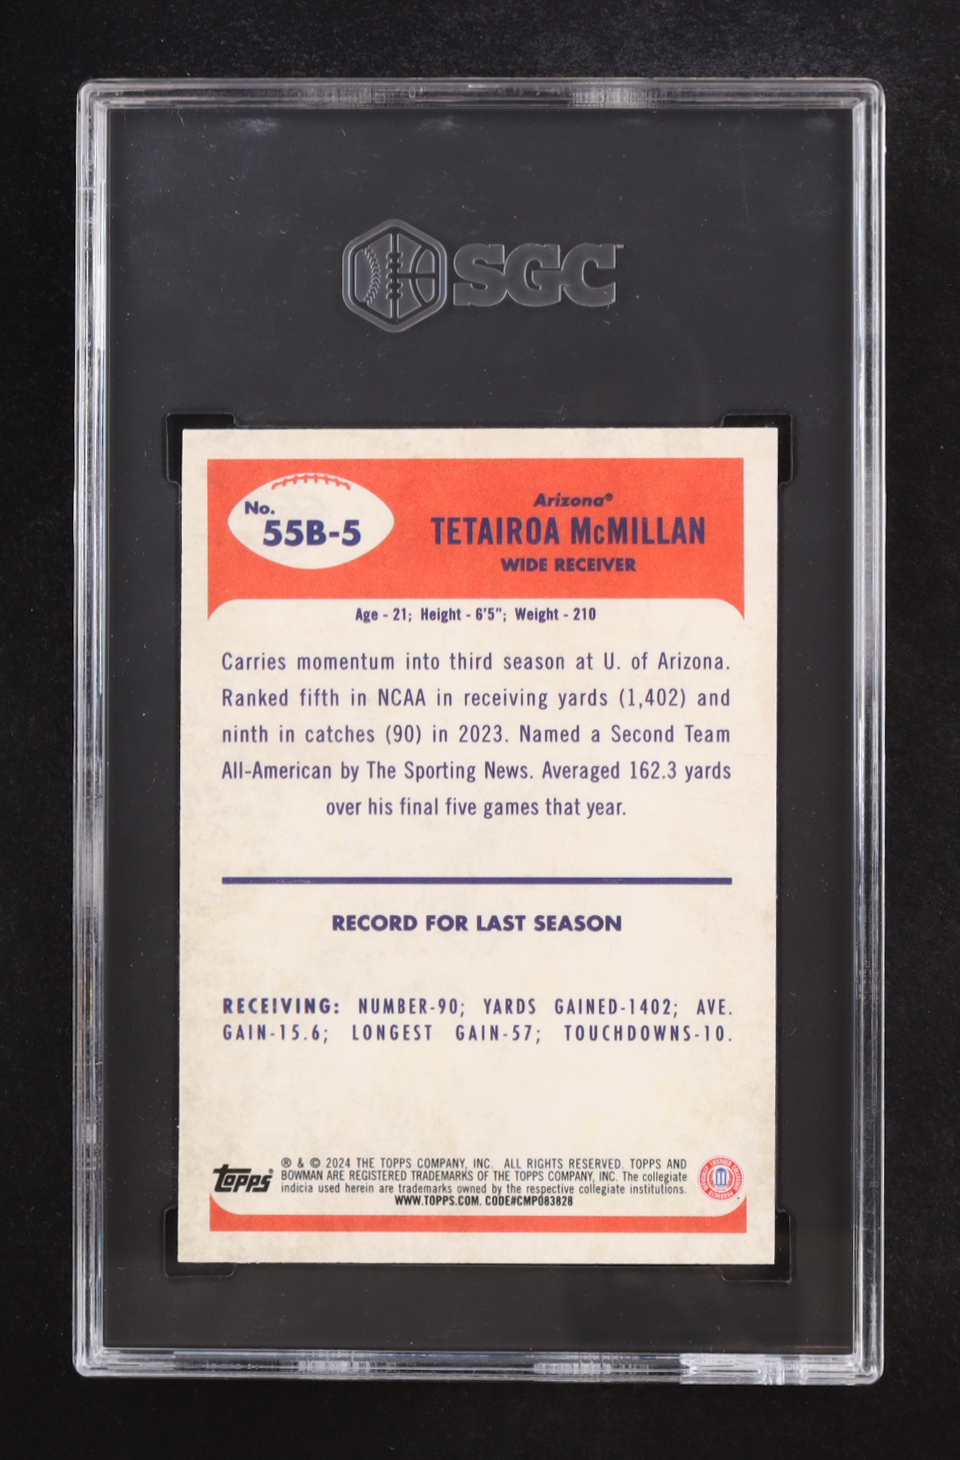 SGC
No.
55B-5
Arizona®
TETAIROA McMILLAN
WIDE RECEIVER
Age - 21; Height - 6'5"; Weight - 210
Carries momentum into third season at U. of Arizona.
Ranked fifth in NCAA in receiving yards (1,402) and
ninth in catches (90) in 2023. Named a Second Team
All-American by The Sporting News. Averaged 162.3 yards
over his final five games that year.
RECORD FOR LAST SEASON
RECEIVING: NUMBER-90; YARDS GAINED-1402; AVE.
GAIN-15.6; LONGEST GAIN-57; TOUCHDOWNS-10.
topps®
® & © 2024 THE TOPPS COMPANY, INC. ALL RIGHTS RESERVED. TOPPS AND
BOWMAN ARE REGISTERED TRADEMARKS OF THE TOPPS COMPANY, INC. The collegiate
indicia used herein are trademarks owned by the respective collegiate institutions.
WWW.TOPPS.COM. CODE#CMP083828